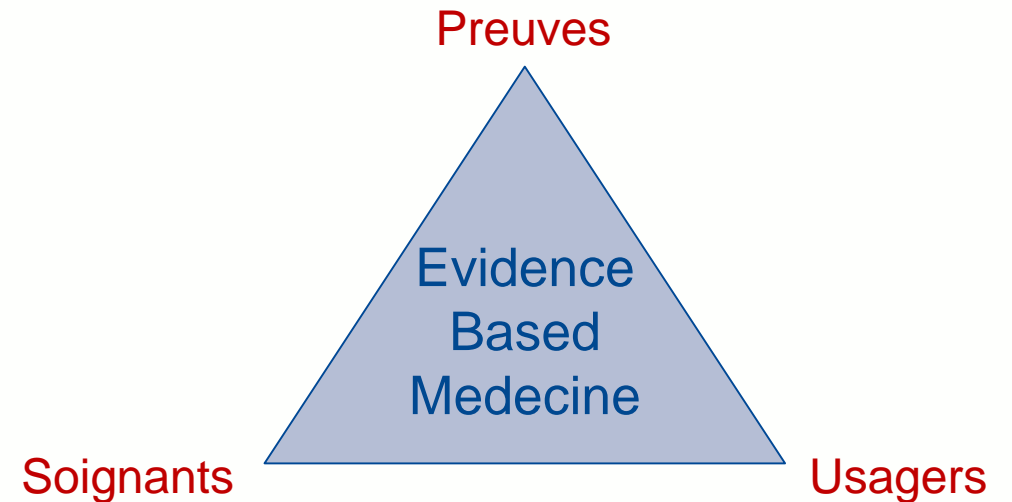 Preuves
Evidence
Based
Medecine
Soignants
Usagers